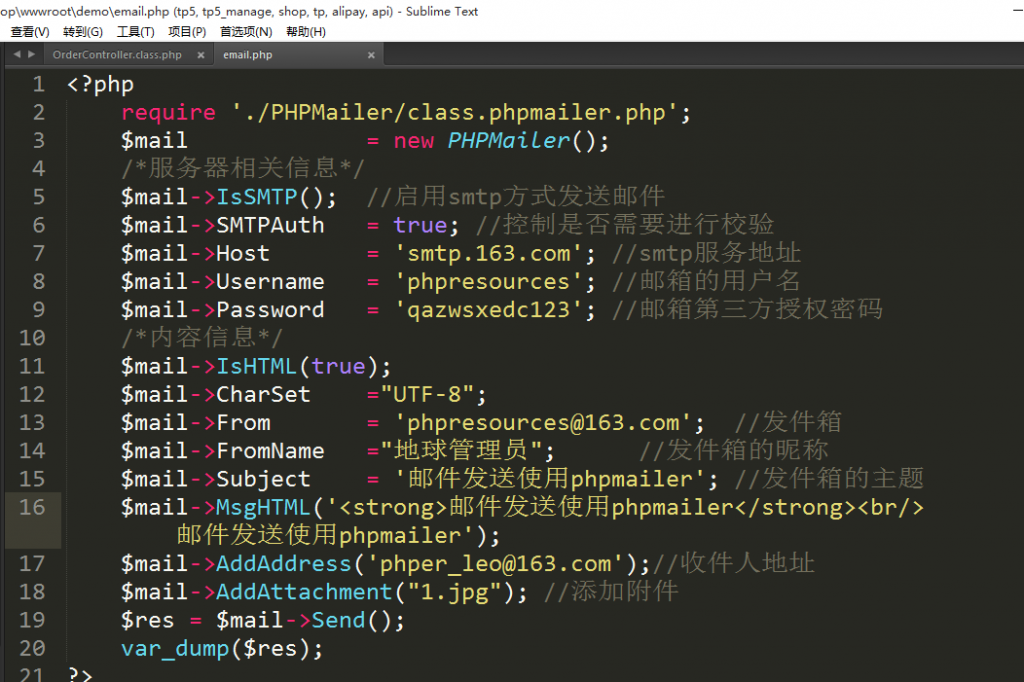 op\wwwroot\demo\email.php (tp5, tp5_manage, shop, tp, alipay, api) - Sublime Text
查看(V) 转到(G) 工具(T) 项目(P) 首选项(N) 帮助(H)
OrderController.class.php × email.php ×
1 <?php
2 require './PHPMailer/class.phpmailer.php';
3 $mail = new PHPMailer();
4 /*服务器相关信息*/
5 $mail->IsSMTP(); //启用smtp方式发送邮件
6 $mail->SMTPAuth = true; //控制是否需要进行校验
7 $mail->Host = 'smtp.163.com'; //smtp服务地址
8 $mail->Username = 'phpresources'; //邮箱的用户名
9 $mail->Password = 'qazwsxedc123'; //邮箱第三方授权密码
10 /*内容信息*/
11 $mail->IsHTML(true);
12 $mail->CharSet ="UTF-8";
13 $mail->From = 'phpresources@163.com'; //发件箱
14 $mail->FromName ="地球管理员"; //发件箱的昵称
15 $mail->Subject = '邮件发送使用phpmailer'; //发件箱的主题
16 $mail->MsgHTML('<strong>邮件发送使用phpmailer</strong><br/>
邮件发送使用phpmailer');
17 $mail->AddAddress('phper_leo@163.com');//收件人地址
18 $mail->AddAttachment("1.jpg"); //添加附件
19 $res = $mail->Send();
20 var_dump($res);
21 ?>